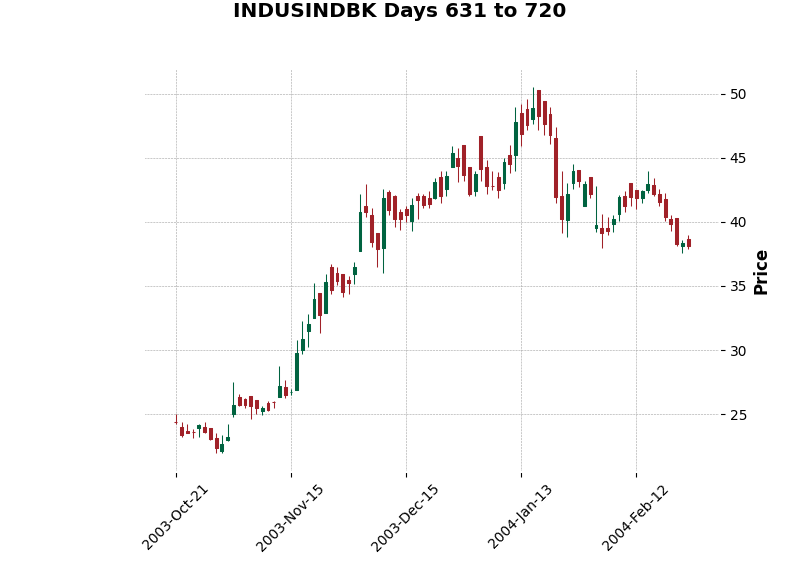 INDUSINDBK Days 631 to 720
50
45
40
35
30
25
Price
2003-Oct-21
2003-Nov-15
2003-Dec-15
2004-Jan-13
2004-Feb-12